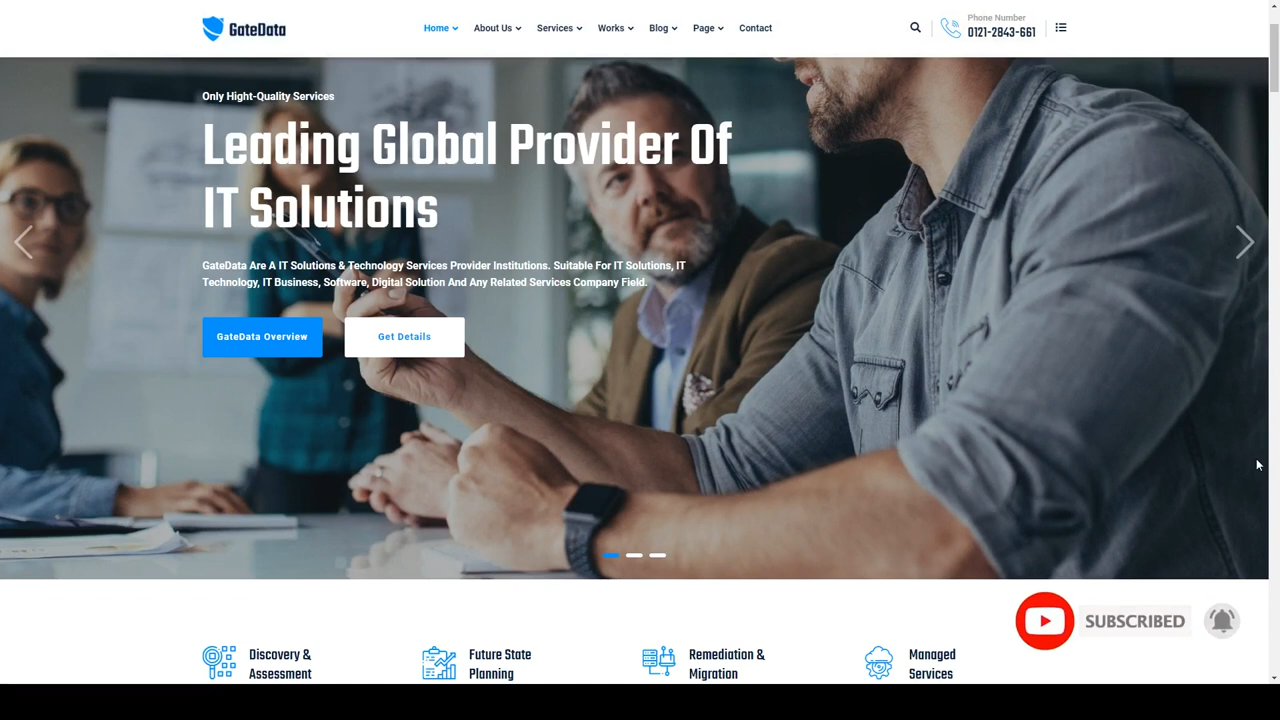 GateData
Home
About Us
Services
Works
Blog
Page
Contact
Phone Number
0121-2843-661
Only Hight-Quality Services
Leading Global Provider Of
IT Solutions
GateData Are A IT Solutions & Technology Services Provider Institutions. Suitable For IT Solutions, IT
Technology, IT Business, Software, Digital Solution And Any Related Services Company Field.
GateData Overview
Get Details
SUBSCRIBED
Discovery &
Assessment
Future State
Planning
Remediation &
Migration
Managed
Services